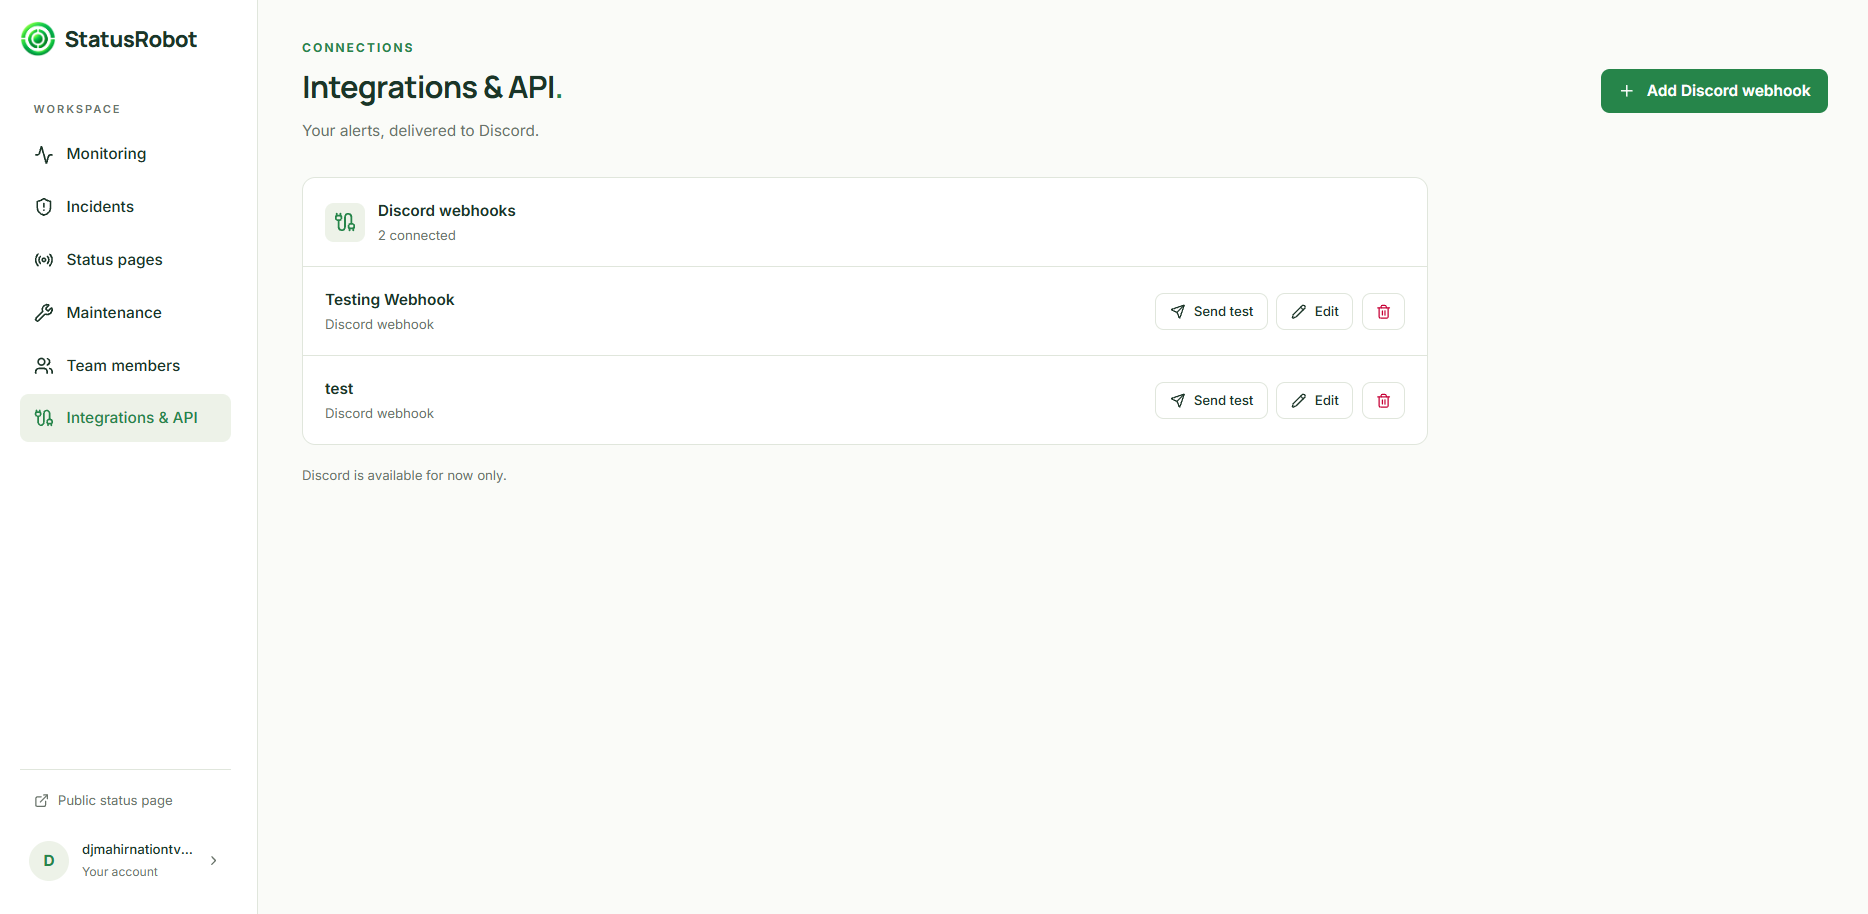 StatusRobot
WORKSPACE
Monitoring
Incidents
Status pages
Maintenance
Team members
Integrations & API
Public status page
D
djmahirnationtv...
Your account
CONNECTIONS
Integrations & API.
Your alerts, delivered to Discord.
Add Discord webhook
Discord webhooks
2 connected
Testing Webhook
Discord webhook
Send test
Edit
test
Discord webhook
Send test
Edit
Discord is available for now only.